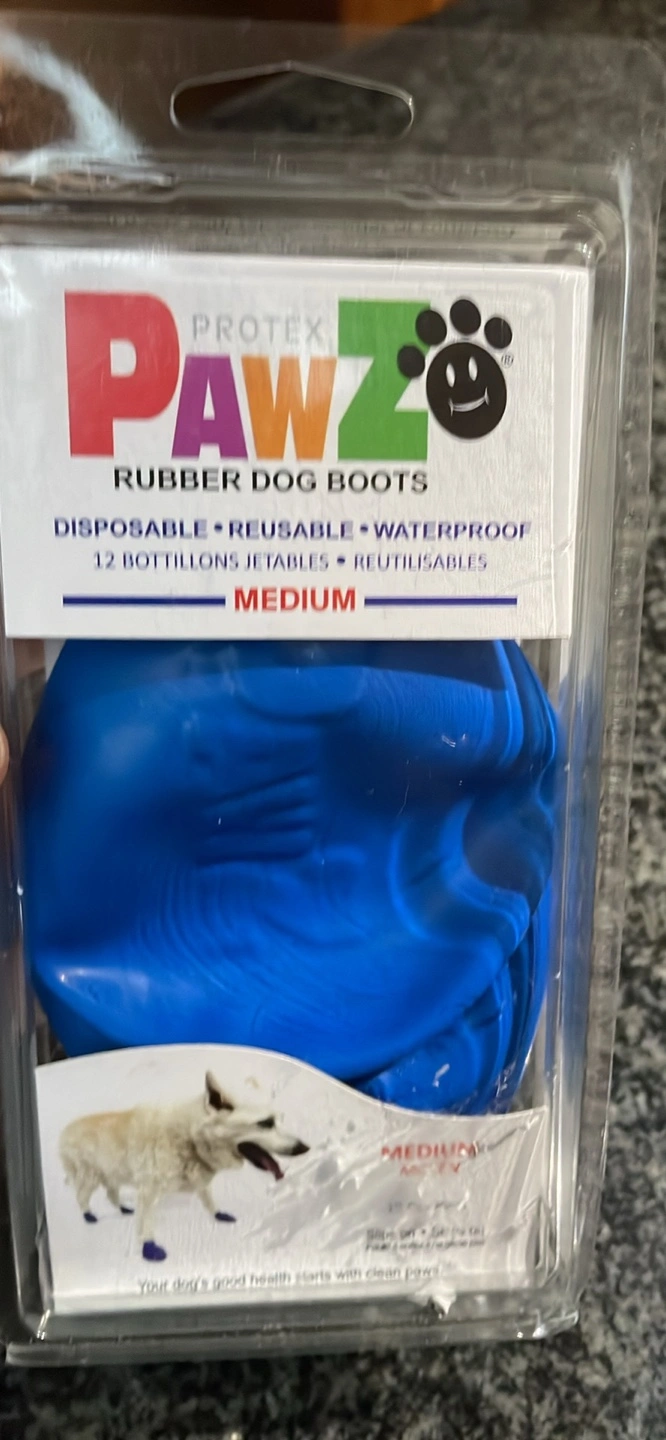 PROTEX
PAWZ ®
RUBBER DOG BOOTS
DISPOSABLE • REUSABLE • WATERPROOF
12 BOTTILLONS JETABLES • REUTILISABLES
MEDIUM
MEDIUM
Your dog's good health starts with clean paws